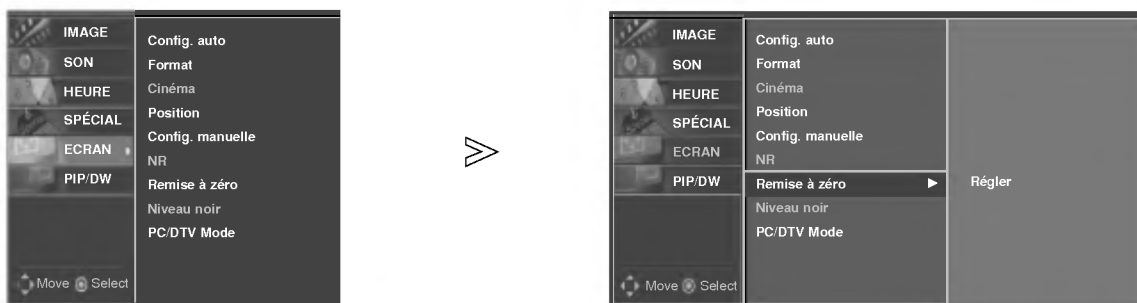 IMAGE
SON
HEURE
SPÉCIAL
ECRAN
PIP/DW
Move Select
Config. auto
Format
Cinéma
Position
Config. manuelle
NR
Remise à zéro
Niveau noir
PC/DTV Mode
IMAGE
SON
HEURE
SPÉCIAL
ECRAN
PIP/DW
Move Select
Config. auto
Format
Cinéma
Position
Config. manuelle
NR
Remise à zéro ►
Niveau noir
PC/DTV Mode
Régler